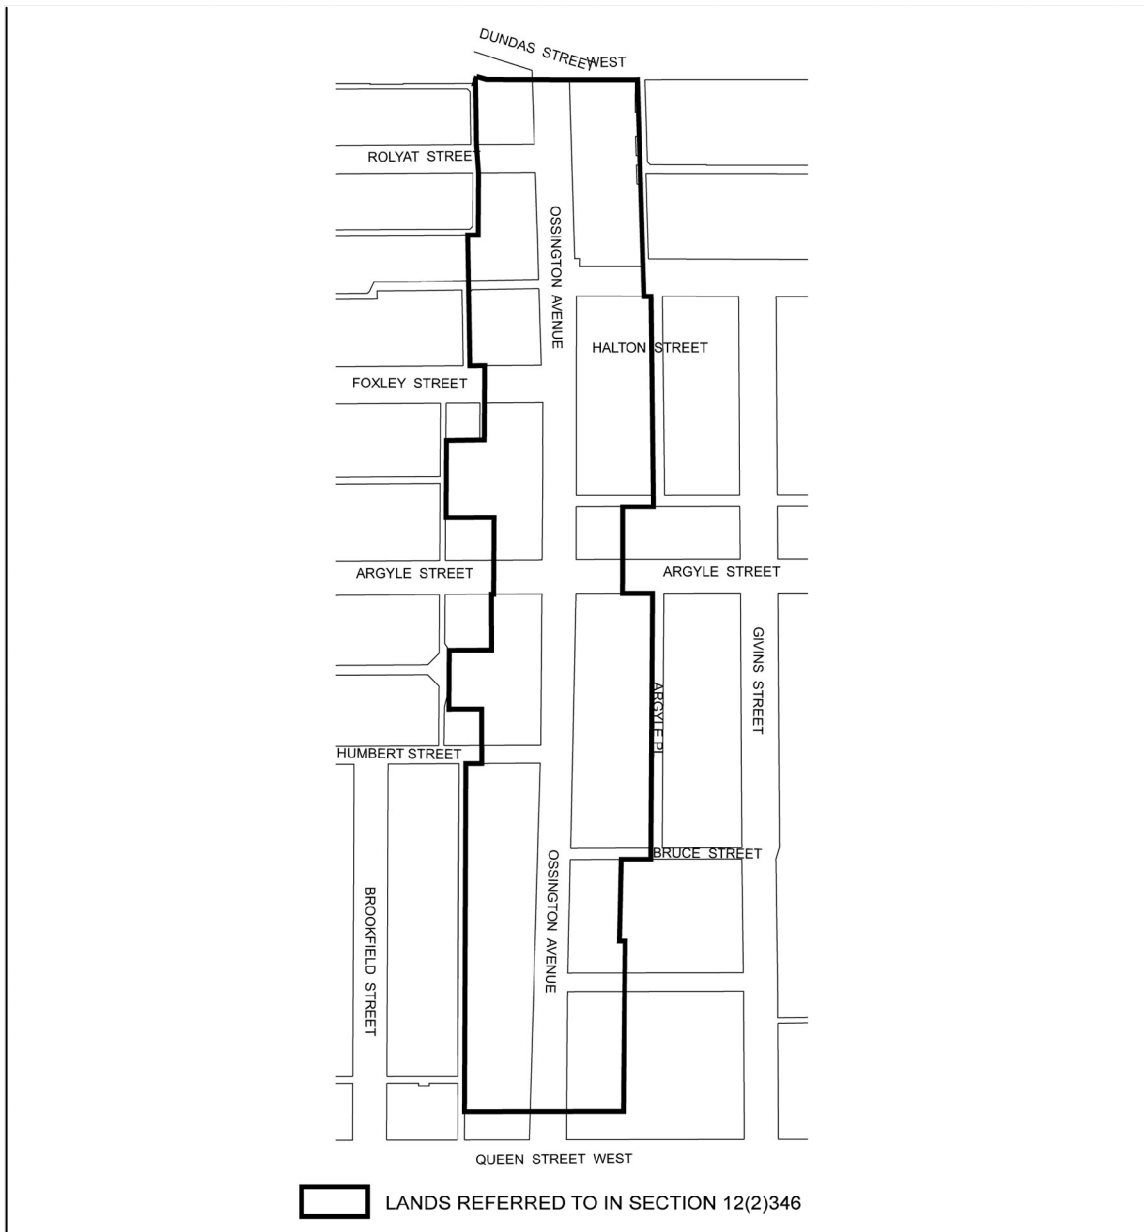 DUNDAS STREET WEST
ROLYAT STREET
OSSINGTON AVENUE
HALTON STREET
FOXLEY STREET
ARGYLE STREET
ARGYLE STREET
GIVINS STREET
ARGYLE PL
HUMBERT STREET
BRUCE STREET
OSSINGTON AVENUE
BROOKFIELD STREET
QUEEN STREET WEST
LANDS REFERRED TO IN SECTION 12(2)346